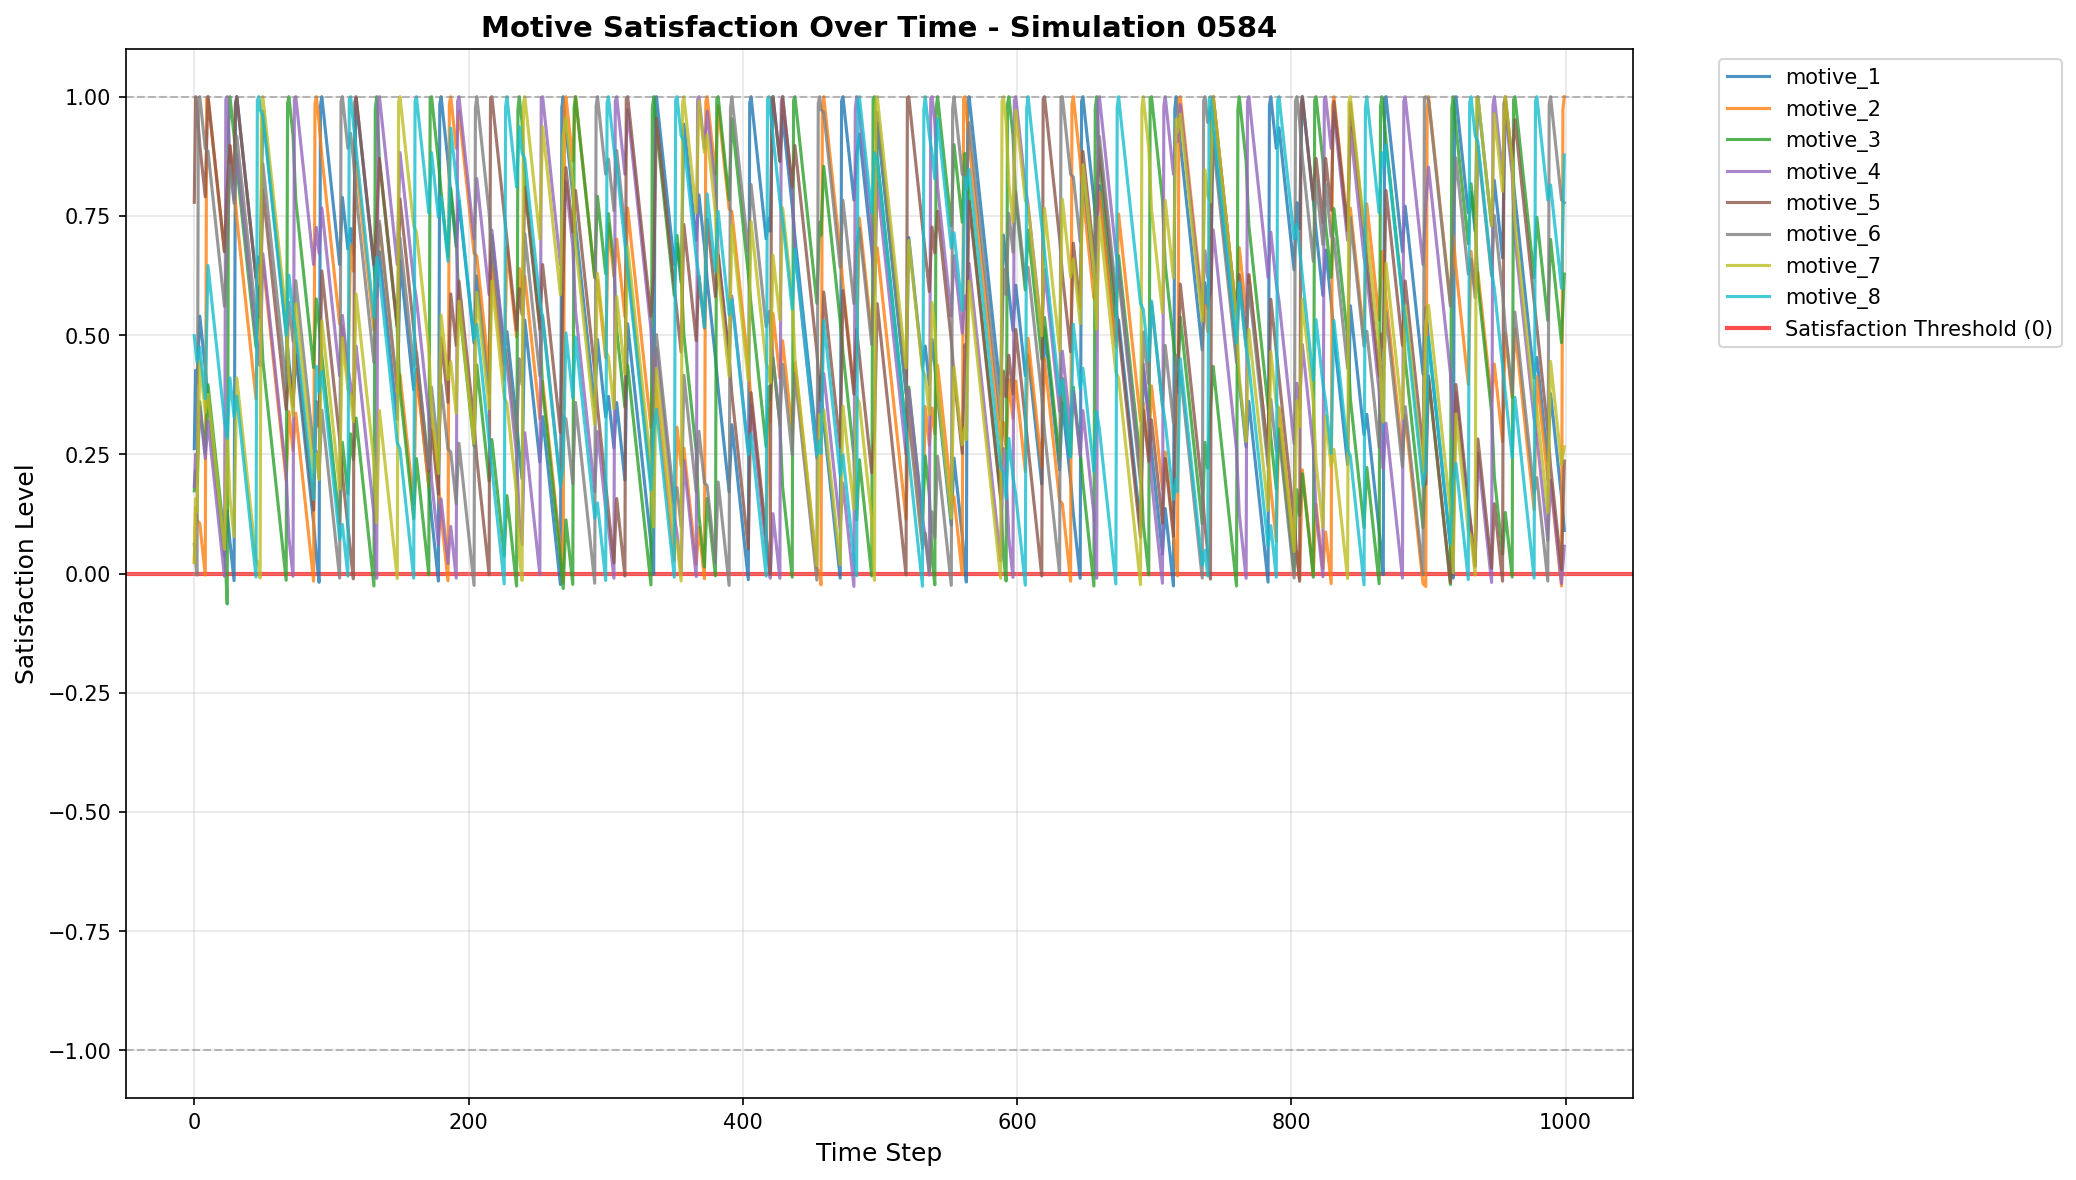 Motive Satisfaction Over Time - Simulation 0584
1.00
0.75
0.50
0.25
0.00
−0.25
−0.50
−0.75
−1.00
Satisfaction Level
0
200
400
600
800
1000
Time Step
motive_1
motive_2
motive_3
motive_4
motive_5
motive_6
motive_7
motive_8
Satisfaction Threshold (0)